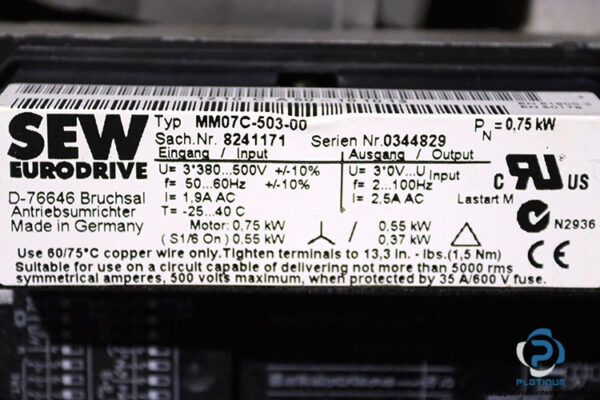 SEW
EURODRIVE
D-76646 Bruchsal
Antriebsumrichter
Made in Germany
Typ MM07C-503-00 PN=0,75 kW
Sach.Nr. 8241171 Serien Nr.0344829
Eingang / Input Ausgang / Output
U= 3*380...500V +/-10% U= 3*0V...U Input
f= 50...60Hz +/-10% f= 2...100Hz
I= 1,9A AC I= 2.5A AC
T= -25...40 C
Motor: 0,75 kW / 0,55 kW
(S1/6 On) 0.55 kW 0,37 kW
C RU US
Lastart M
N2936
CE
Use 60/75°C copper wire only.Tighten terminals to 13,3 in. - lbs.(1,5 Nm)
Suitable for use on a circuit capable of delivering not more than 5000 rms
symmetrical amperes, 500 volts maximum, when protected by 35 A/600 V fuse.
PLATINUM